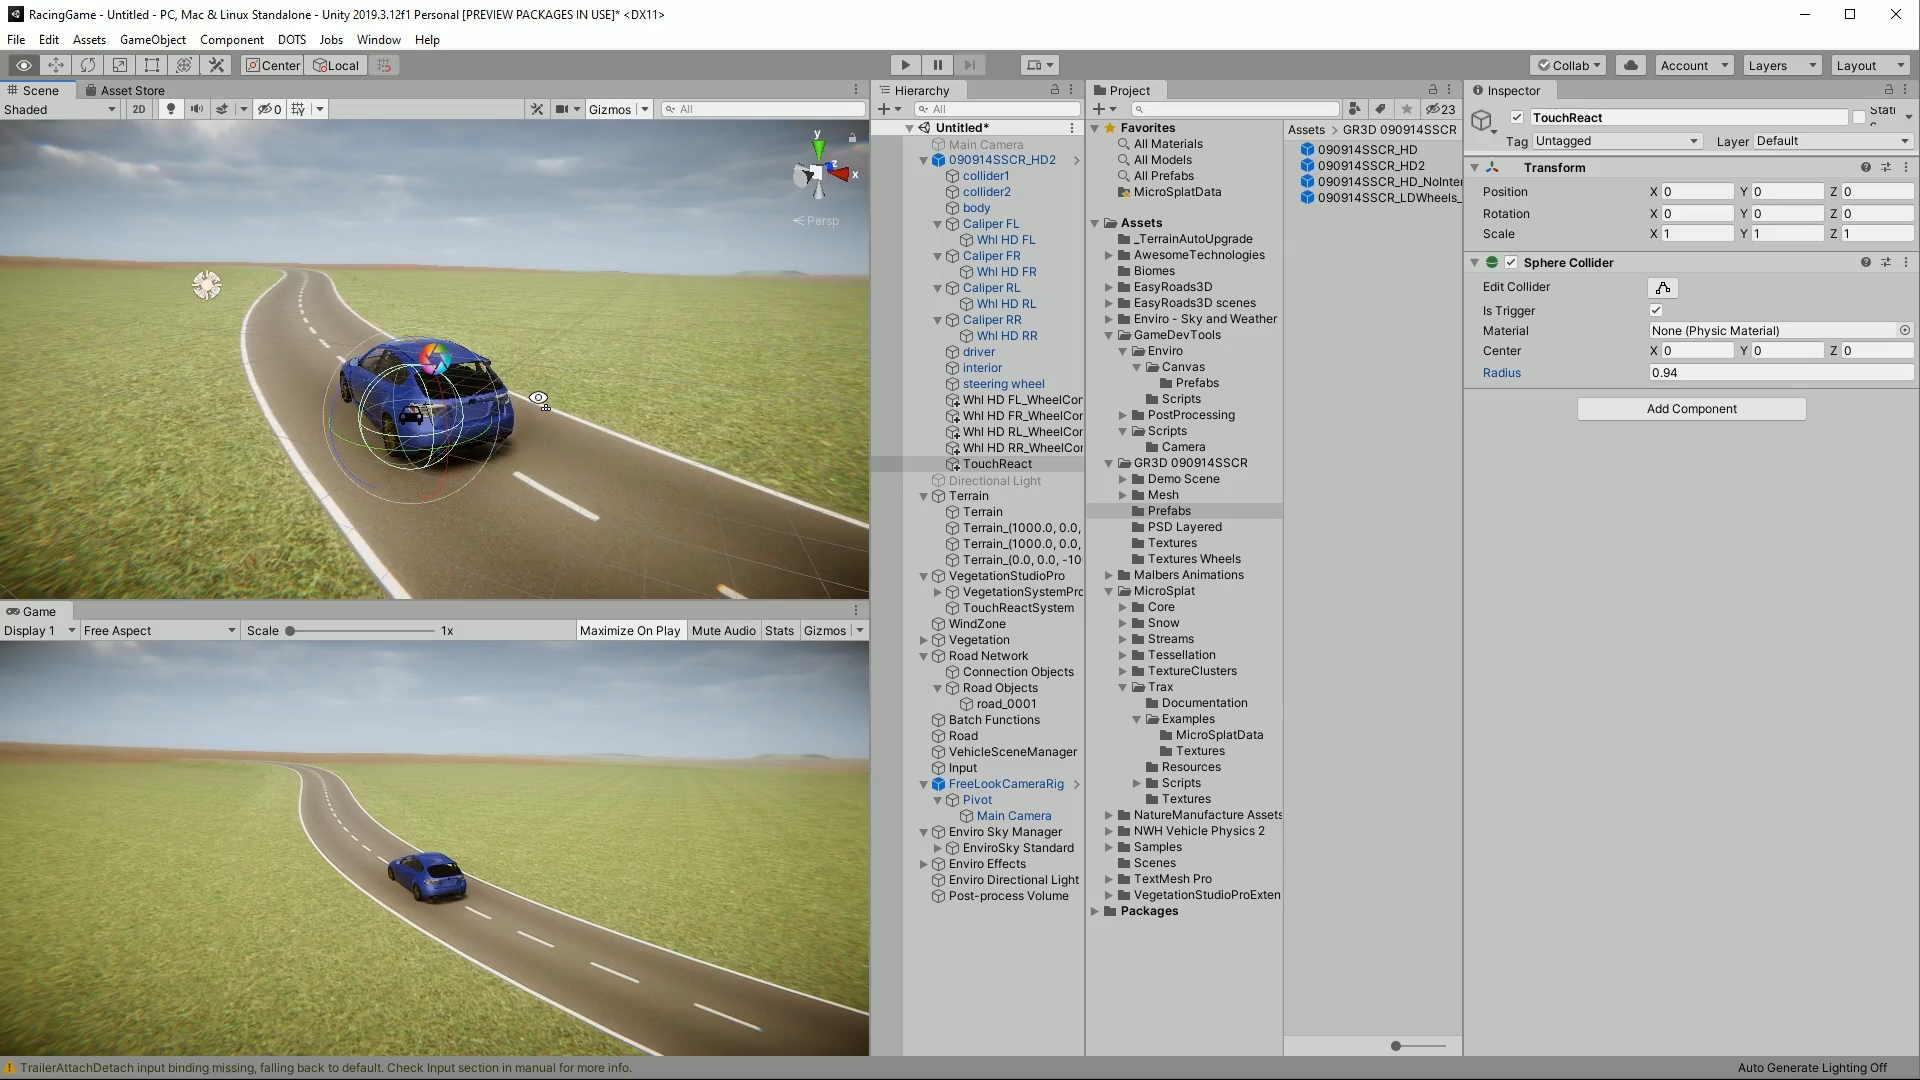 RacingGame - Untitled - PC, Mac & Linux Standalone - Unity 2019.3.12f1 Personal [PREVIEW PACKAGES IN USE]* <DX11>
File Edit Assets GameObject Component DOTS Jobs Window Help
Center Local Collab Account Layers Layout
Scene Asset Store
Shaded 2D 0 Gizmos All
y
z
x
Persp
Game
Display 1 Free Aspect Scale 1x Maximize On Play Mute Audio Stats Gizmos
Hierarchy
All
Untitled*
Main Camera
090914SSCR_HD2
collider1
collider2
body
Caliper FL
Whl HD FL
Caliper FR
Whl HD FR
Caliper RL
Whl HD RL
Caliper RR
Whl HD RR
driver
interior
steering wheel
Whl HD FL_WheelCor
Whl HD FR_WheelCor
Whl HD RL_WheelCor
Whl HD RR_WheelCor
TouchReact
Directional Light
Terrain
Terrain
Terrain_(1000.0, 0.0,
Terrain_(1000.0, 0.0,
Terrain_(0.0, 0.0, -10
VegetationStudioPro
VegetationSystemPro
TouchReactSystem
WindZone
Vegetation
Road Network
Connection Objects
Road Objects
road_0001
Batch Functions
Road
VehicleSceneManager
Input
FreeLookCameraRig
Pivot
Main Camera
Enviro Sky Manager
EnviroSky Standard
Enviro Effects
Enviro Directional Light
Post-process Volume
Project
23
Favorites
All Materials
All Models
All Prefabs
MicroSplatData
Assets
_TerrainAutoUpgrade
AwesomeTechnologies
Biomes
EasyRoads3D
EasyRoads3D scenes
Enviro - Sky and Weather
GameDevTools
Enviro
Canvas
Prefabs
Scripts
PostProcessing
Scripts
Camera
GR3D 090914SSCR
Demo Scene
Mesh
Prefabs
PSD Layered
Textures
Textures Wheels
Malbers Animations
MicroSplat
Core
Snow
Streams
Tessellation
TextureClusters
Trax
Documentation
Examples
MicroSplatData
Textures
Resources
Scripts
Textures
NatureManufacture Assets
NWH Vehicle Physics 2
Samples
Scenes
TextMesh Pro
VegetationStudioProExten
Packages
Assets GR3D 090914SSCR
090914SSCR_HD
090914SSCR_HD2
090914SSCR_HD_NoInter
090914SSCR_LDWheels_
Inspector
TouchReact
Tag Untagged Layer Default
Transform
Position X 0 Y 0 Z 0
Rotation X 0 Y 0 Z 0
Scale X 1 Y 1 Z 1
Sphere Collider
Edit Collider
Is Trigger
Material None (Physic Material)
Center X 0 Y 0 Z 0
Radius 0.94
Add Component
TrailerAttachDetach input binding missing, falling back to default. Check Input section in manual for more info.
Auto Generate Lighting Off